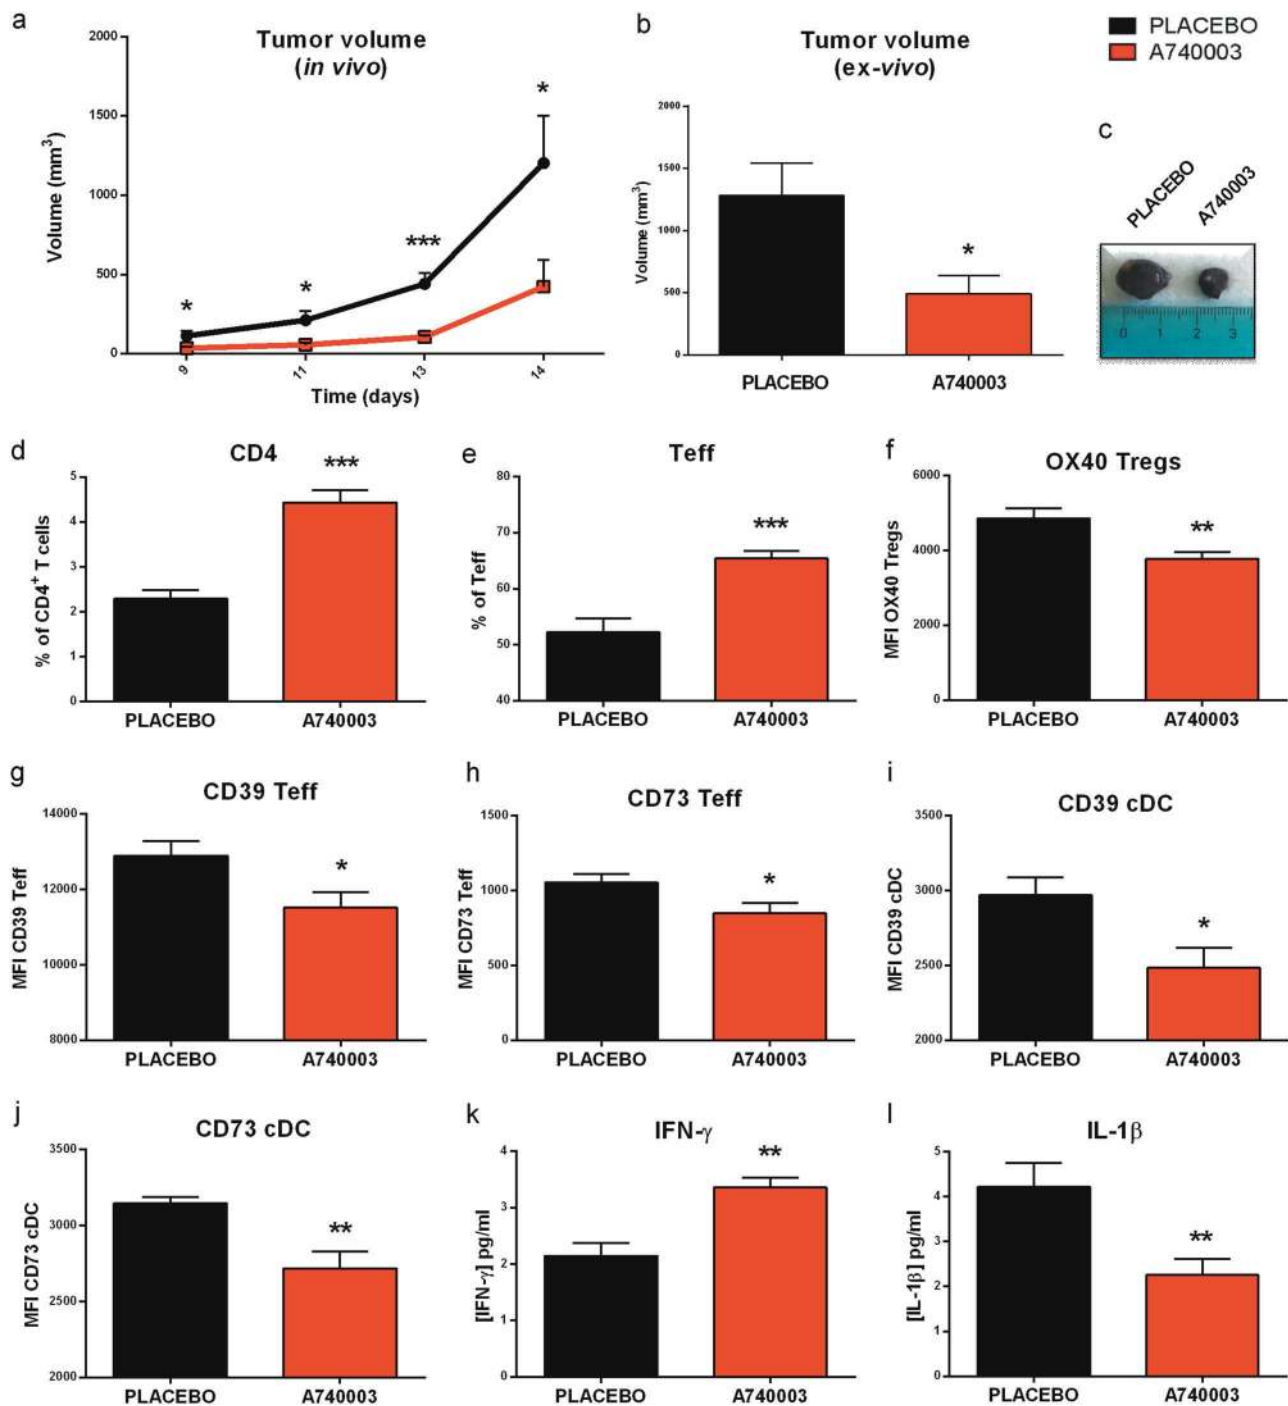 a
Tumor volume
(in vivo)
2000
1500
1000
500
0
Volume (mm³)
*
*
***
*
9
11
13
14
Time (days)
b
Tumor volume
(ex-vivo)
2000
1500
1000
500
0
Volume (mm³)
*
PLACEBO
A740003
PLACEBO
A740003
c
PLACEBO
A740003
0 1 2 3
d
CD4
5
4
3
2
1
0
% of CD4⁺ T cells
***
PLACEBO
A740003
e
Teff
80
70
60
50
40
% of Teff
***
PLACEBO
A740003
f
OX40 Tregs
6000
4000
2000
0
MFI OX40 Tregs
**
PLACEBO
A740003
g
CD39 Teff
14000
12000
10000
8000
MFI CD39 Teff
*
PLACEBO
A740003
h
CD73 Teff
1500
1000
500
0
MFI CD73 Teff
*
PLACEBO
A740003
i
CD39 cDC
3500
3000
2500
2000
MFI CD39 cDC
*
PLACEBO
A740003
j
CD73 cDC
3500
3000
2500
2000
MFI CD73 cDC
**
PLACEBO
A740003
k
IFN-γ
4
3
2
1
0
[IFN-γ] pg/ml
**
PLACEBO
A740003
l
IL-1β
5
4
3
2
1
0
[IL-1β] pg/ml
**
PLACEBO
A740003